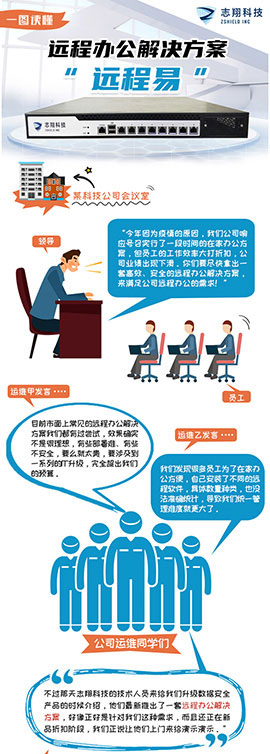 一图读懂
志翔科技
ZSHIELD INC
远程办公解决方案
“远程易”
志翔科技
某科技公司会议室
领导
“今年因为疫情的原因，我们公司响
应号召实行了一段时间的在家办公方
案，但员工的工作效率大打折扣，公
司业绩出现下滑，你们要尽快拿出一
套高效、安全的远程办公解决方案，
来满足公司远程办公的需求！”
员工
运维甲发言····
目前市面上常见的远程办公解决
方案我们都有过尝试，效果确实
不是很理想，有些部署难、有些
不安全，要么就太贵，要涉及到
一系列的IT升级，完全超出我们
的预算。
运维乙发言····
我们发现很多员工为了在家办
公方便，自己安装了不同的远
程软件，具体数量种类，也没
法准确统计，导致我们统一管
理难度就更大了。
公司运维同学们
不过那天志翔科技的技术人员来给我们升级数据安全
产品的时候介绍，他们最新推出了一套远程办公解决
方案，好像正好是针对我们这种需求，而且还正在新
品折扣阶段，我们正说让他们上门来给演示演示。”